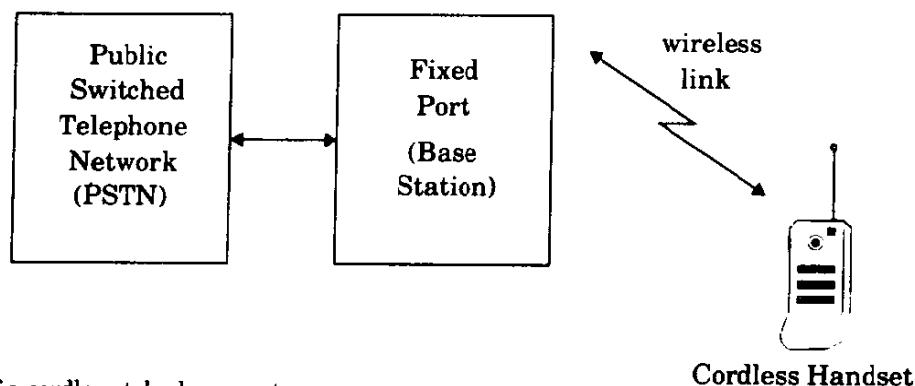 Public
Switched
Telephone
Network
(PSTN)
Fixed
Port
(Base
Station)
wireless
link
Cordless Handset